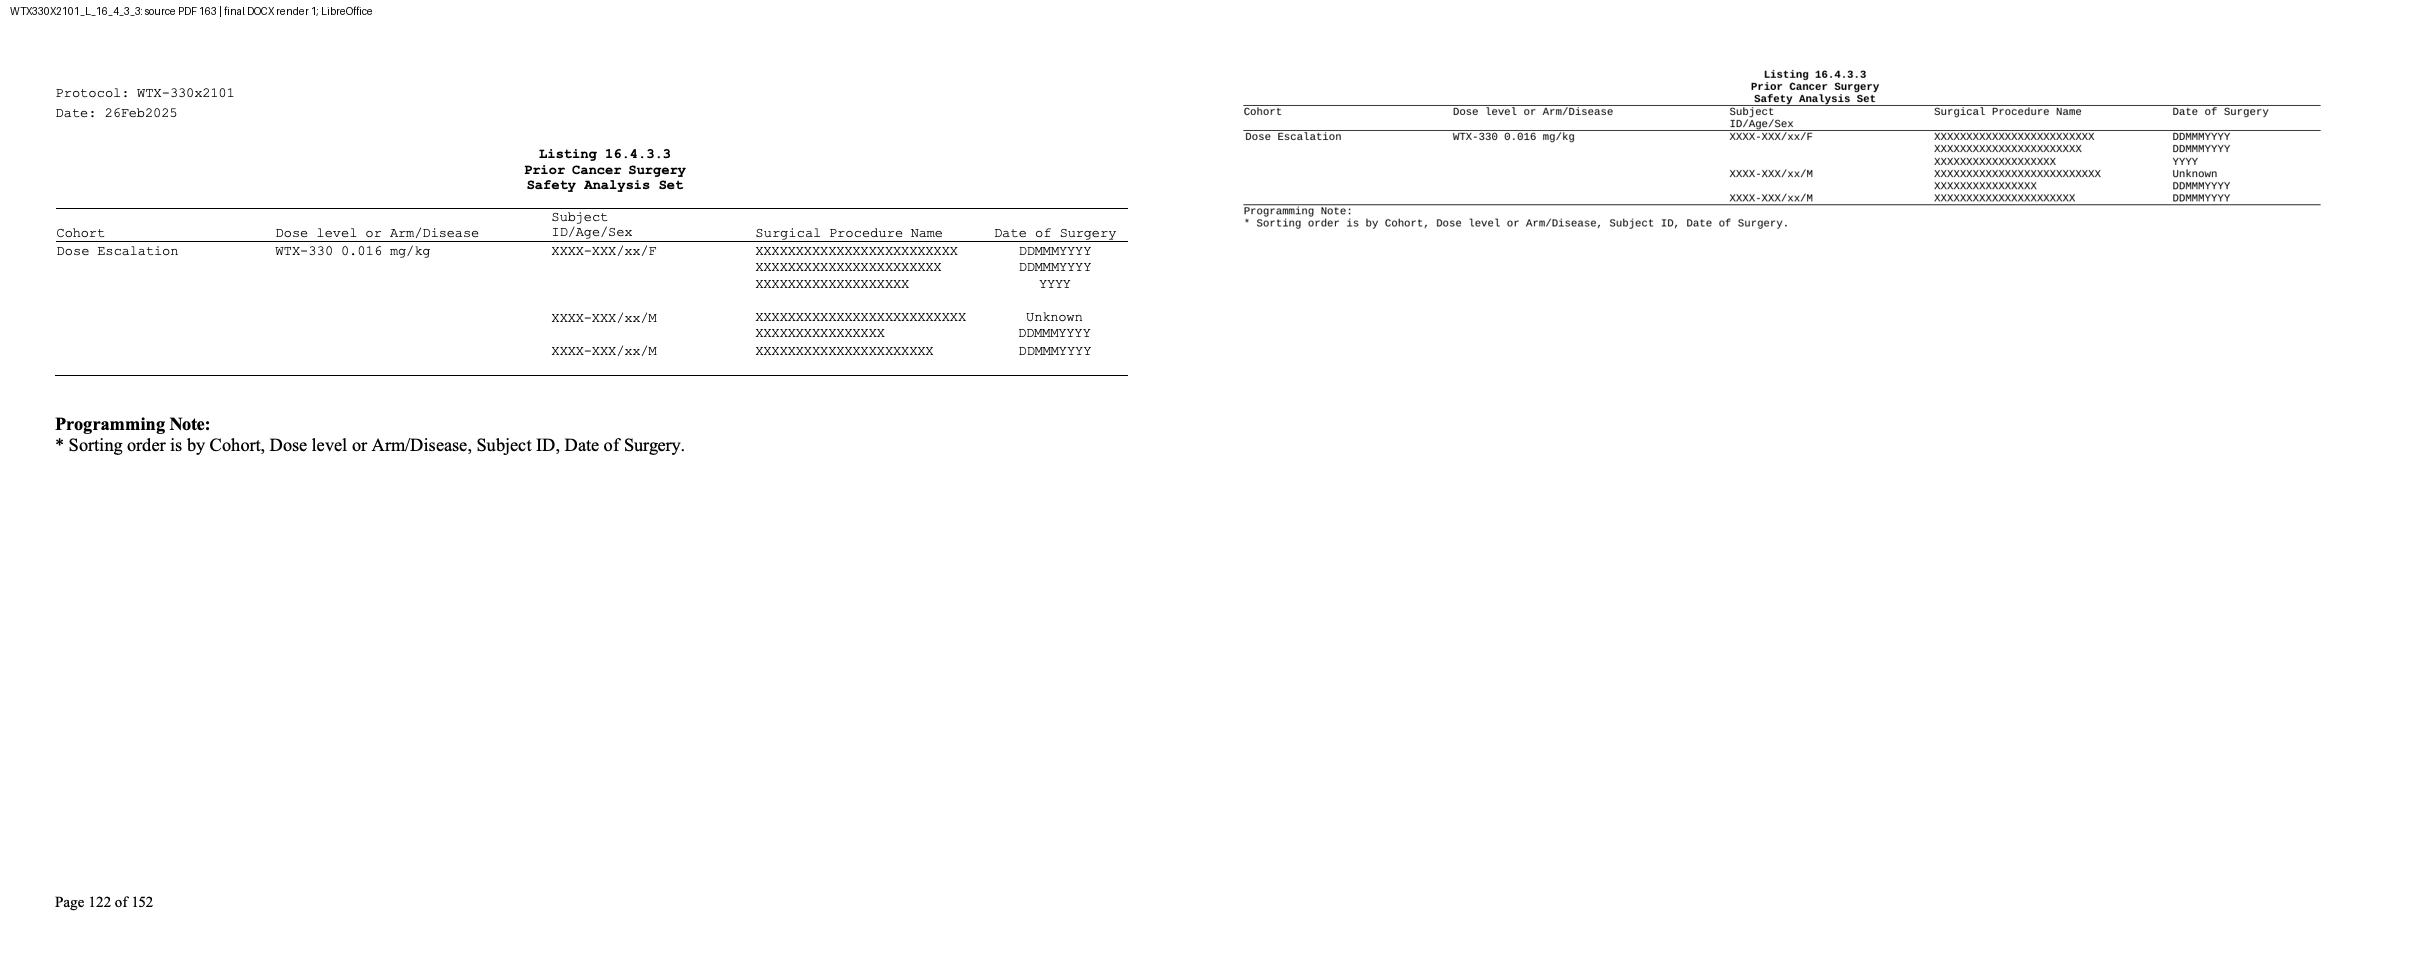 WTX330X2101_L_16_4_3_3: source PDF 163 | final DOCX render 1; LibreOffice
Protocol: WTX-330x2101
Date: 26Feb2025
Listing 16.4.3.3
Prior Cancer Surgery
Safety Analysis Set
Subject
Cohort Dose level or Arm/Disease ID/Age/Sex Surgical Procedure Name Date of Surgery
Dose Escalation WTX-330 0.016 mg/kg XXXX-XXX/xx/F XXXXXXXXXXXXXXXXXXXXXXXXX DDMMMYYYY
XXXXXXXXXXXXXXXXXXXXXXX DDMMMYYYY
XXXXXXXXXXXXXXXXXXX YYYY
XXXX-XXX/xx/M XXXXXXXXXXXXXXXXXXXXXXXXXX Unknown
XXXXXXXXXXXXXXXX DDMMMYYYY
XXXX-XXX/xx/M XXXXXXXXXXXXXXXXXXXXXX DDMMMYYYY
Programming Note:
* Sorting order is by Cohort, Dose level or Arm/Disease, Subject ID, Date of Surgery.
Page 122 of 152
Listing 16.4.3.3
Prior Cancer Surgery
Safety Analysis Set
Cohort Dose level or Arm/Disease Subject Surgical Procedure Name Date of Surgery
ID/Age/Sex
Dose Escalation WTX-330 0.016 mg/kg XXXX-XXX/xx/F XXXXXXXXXXXXXXXXXXXXXXXXX DDMMMYYYY
XXXXXXXXXXXXXXXXXXXXXXX DDMMMYYYY
XXXXXXXXXXXXXXXXXXX YYYY
XXXX-XXX/xx/M XXXXXXXXXXXXXXXXXXXXXXXXXX Unknown
XXXXXXXXXXXXXXXX DDMMMYYYY
XXXX-XXX/xx/M XXXXXXXXXXXXXXXXXXXXXX DDMMMYYYY
Programming Note:
* Sorting order is by Cohort, Dose level or Arm/Disease, Subject ID, Date of Surgery.